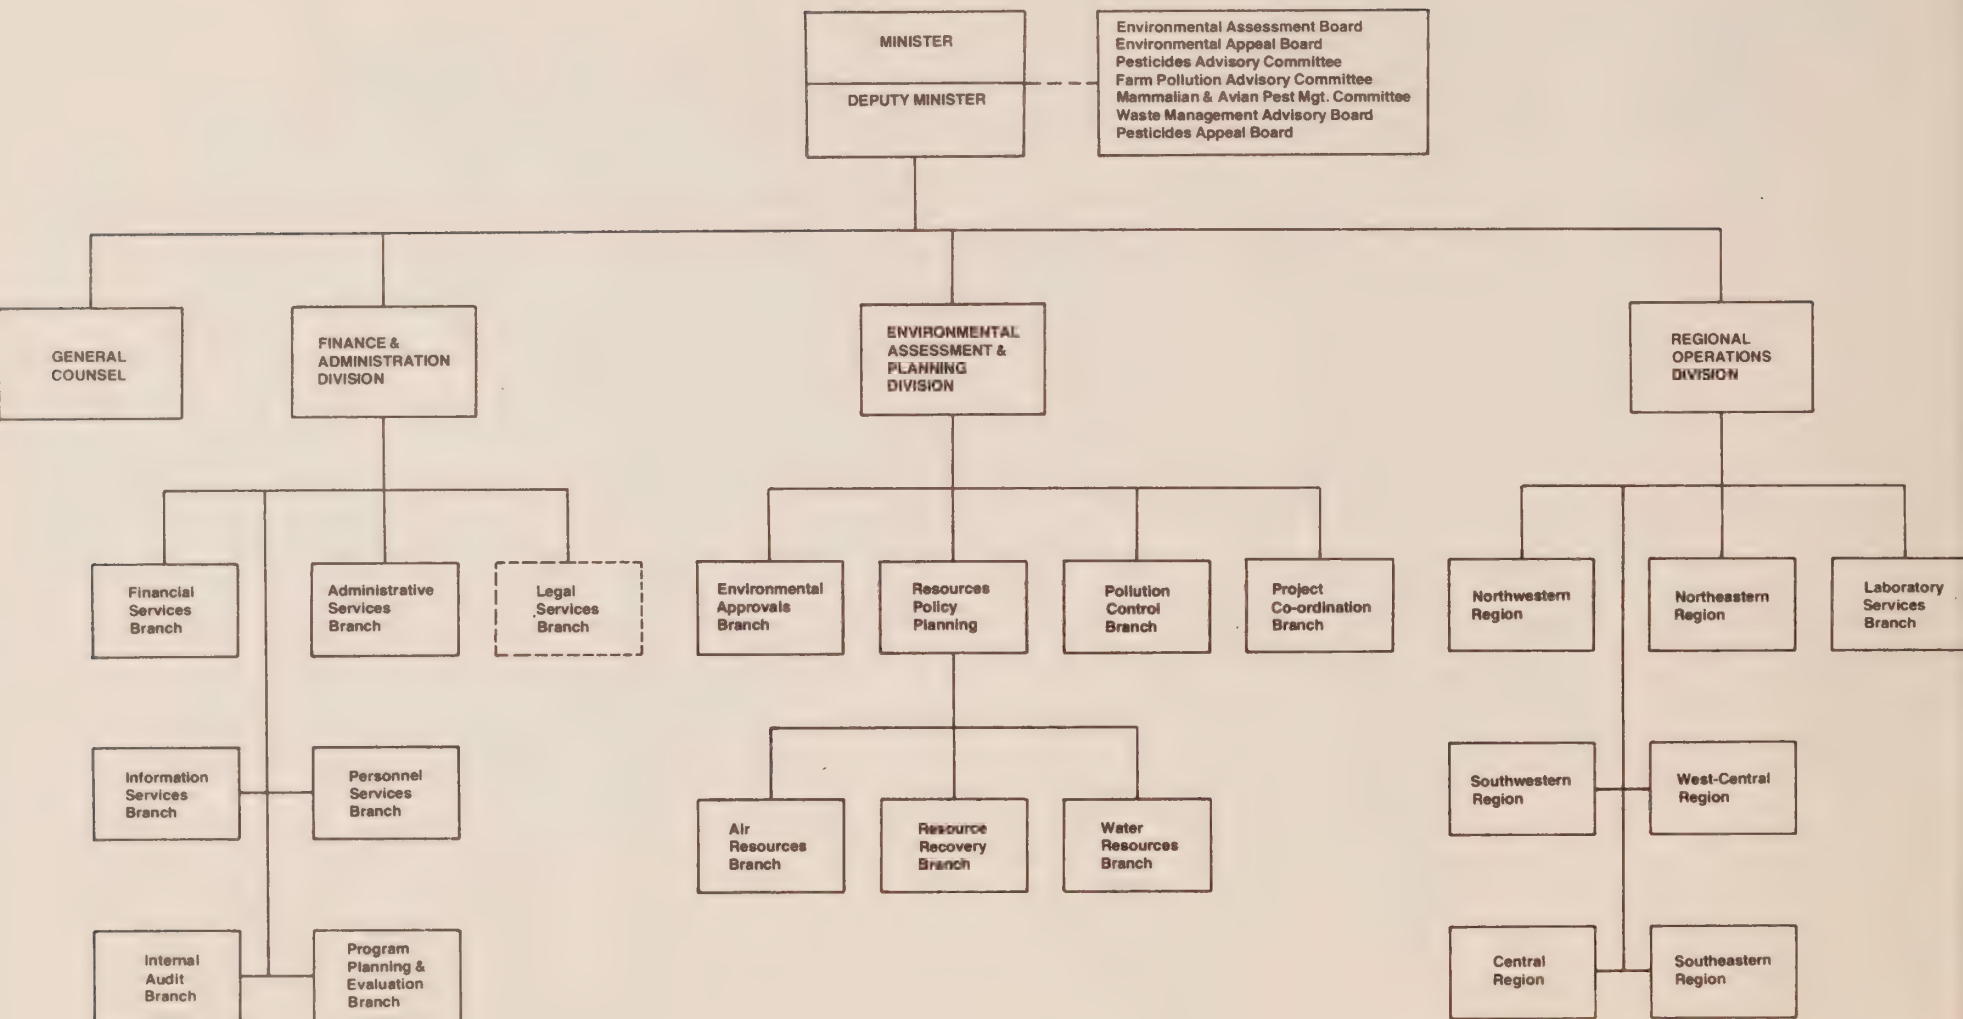 MINISTER
DEPUTY MINISTER
Environmental Assessment Board
Environmental Appeal Board
Pesticides Advisory Committee
Farm Pollution Advisory Committee
Mammalian & Avian Pest Mgt. Committee
Waste Management Advisory Board
Pesticides Appeal Board
GENERAL
COUNSEL
FINANCE &
ADMINISTRATION
DIVISION
ENVIRONMENTAL
ASSESSMENT &
PLANNING
DIVISION
REGIONAL
OPERATIONS
DIVISION
Financial
Services
Branch
Administrative
Services
Branch
Legal
Services
Branch
Environmental
Approvals
Branch
Resources
Policy
Planning
Pollution
Control
Branch
Project
Co-ordination
Branch
Northwestern
Region
Northeastern
Region
Laboratory
Services
Branch
Information
Services
Branch
Personnel
Services
Branch
Air
Resources
Branch
Resource
Recovery
Branch
Water
Resources
Branch
Southwestern
Region
West-Central
Region
Internal
Audit
Branch
Program
Planning &
Evaluation
Branch
Central
Region
Southeastern
Region